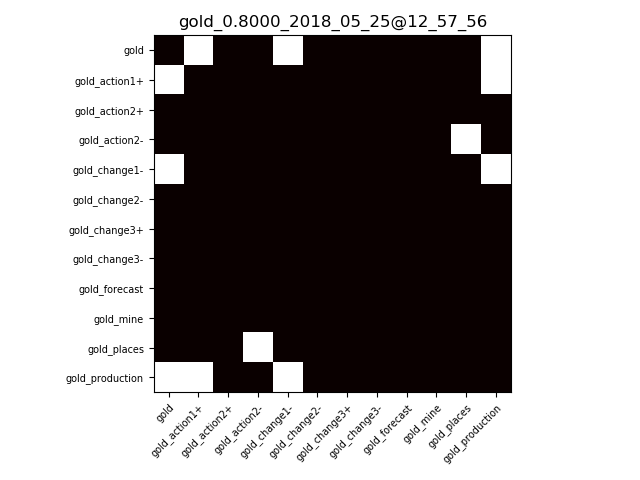 gold_0.8000_2018_05_25@12_57_56
gold
gold_action1+
gold_action2+
gold_action2-
gold_change1-
gold_change2-
gold_change3+
gold_change3-
gold_forecast
gold_mine
gold_places
gold_production
gold
gold_action1+
gold_action2+
gold_action2-
gold_change1-
gold_change2-
gold_change3+
gold_change3-
gold_forecast
gold_mine
gold_places
gold_production